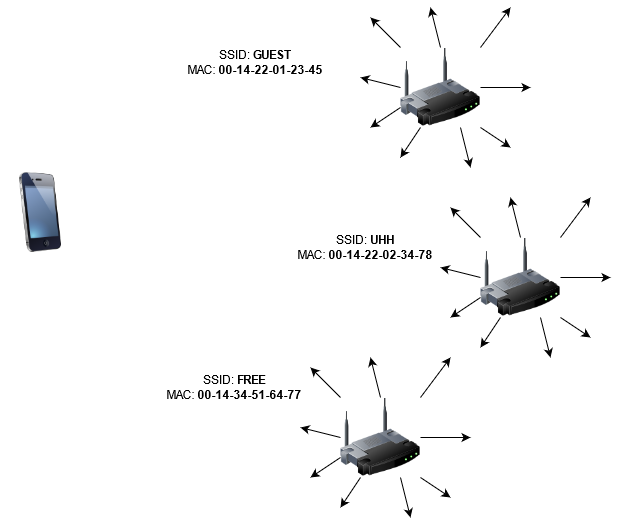 SSID: GUEST
MAC: 00-14-22-01-23-45
SSID: UHH
MAC: 00-14-22-02-34-78
SSID: FREE
MAC: 00-14-34-51-64-77